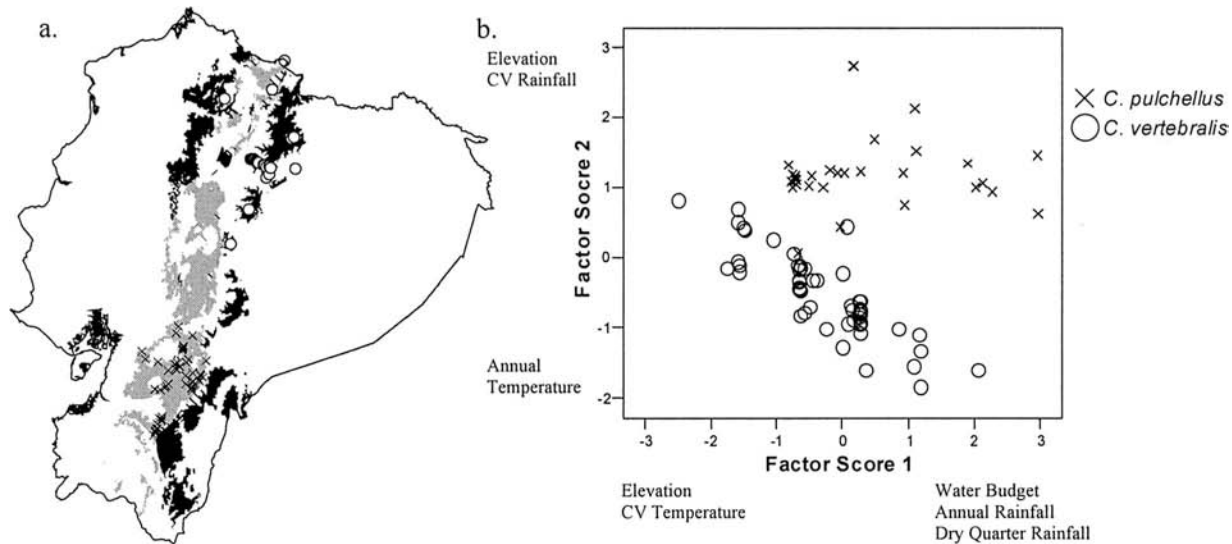 a.
b.
Elevation
CV Rainfall
Annual
Temperature
Factor Socre 2
3
2
1
0
-1
-2
-3
-2
-1
0
1
2
3
Factor Score 1
Elevation
CV Temperature
Water Budget
Annual Rainfall
Dry Quarter Rainfall
C. pulchellus
C. vertebralis